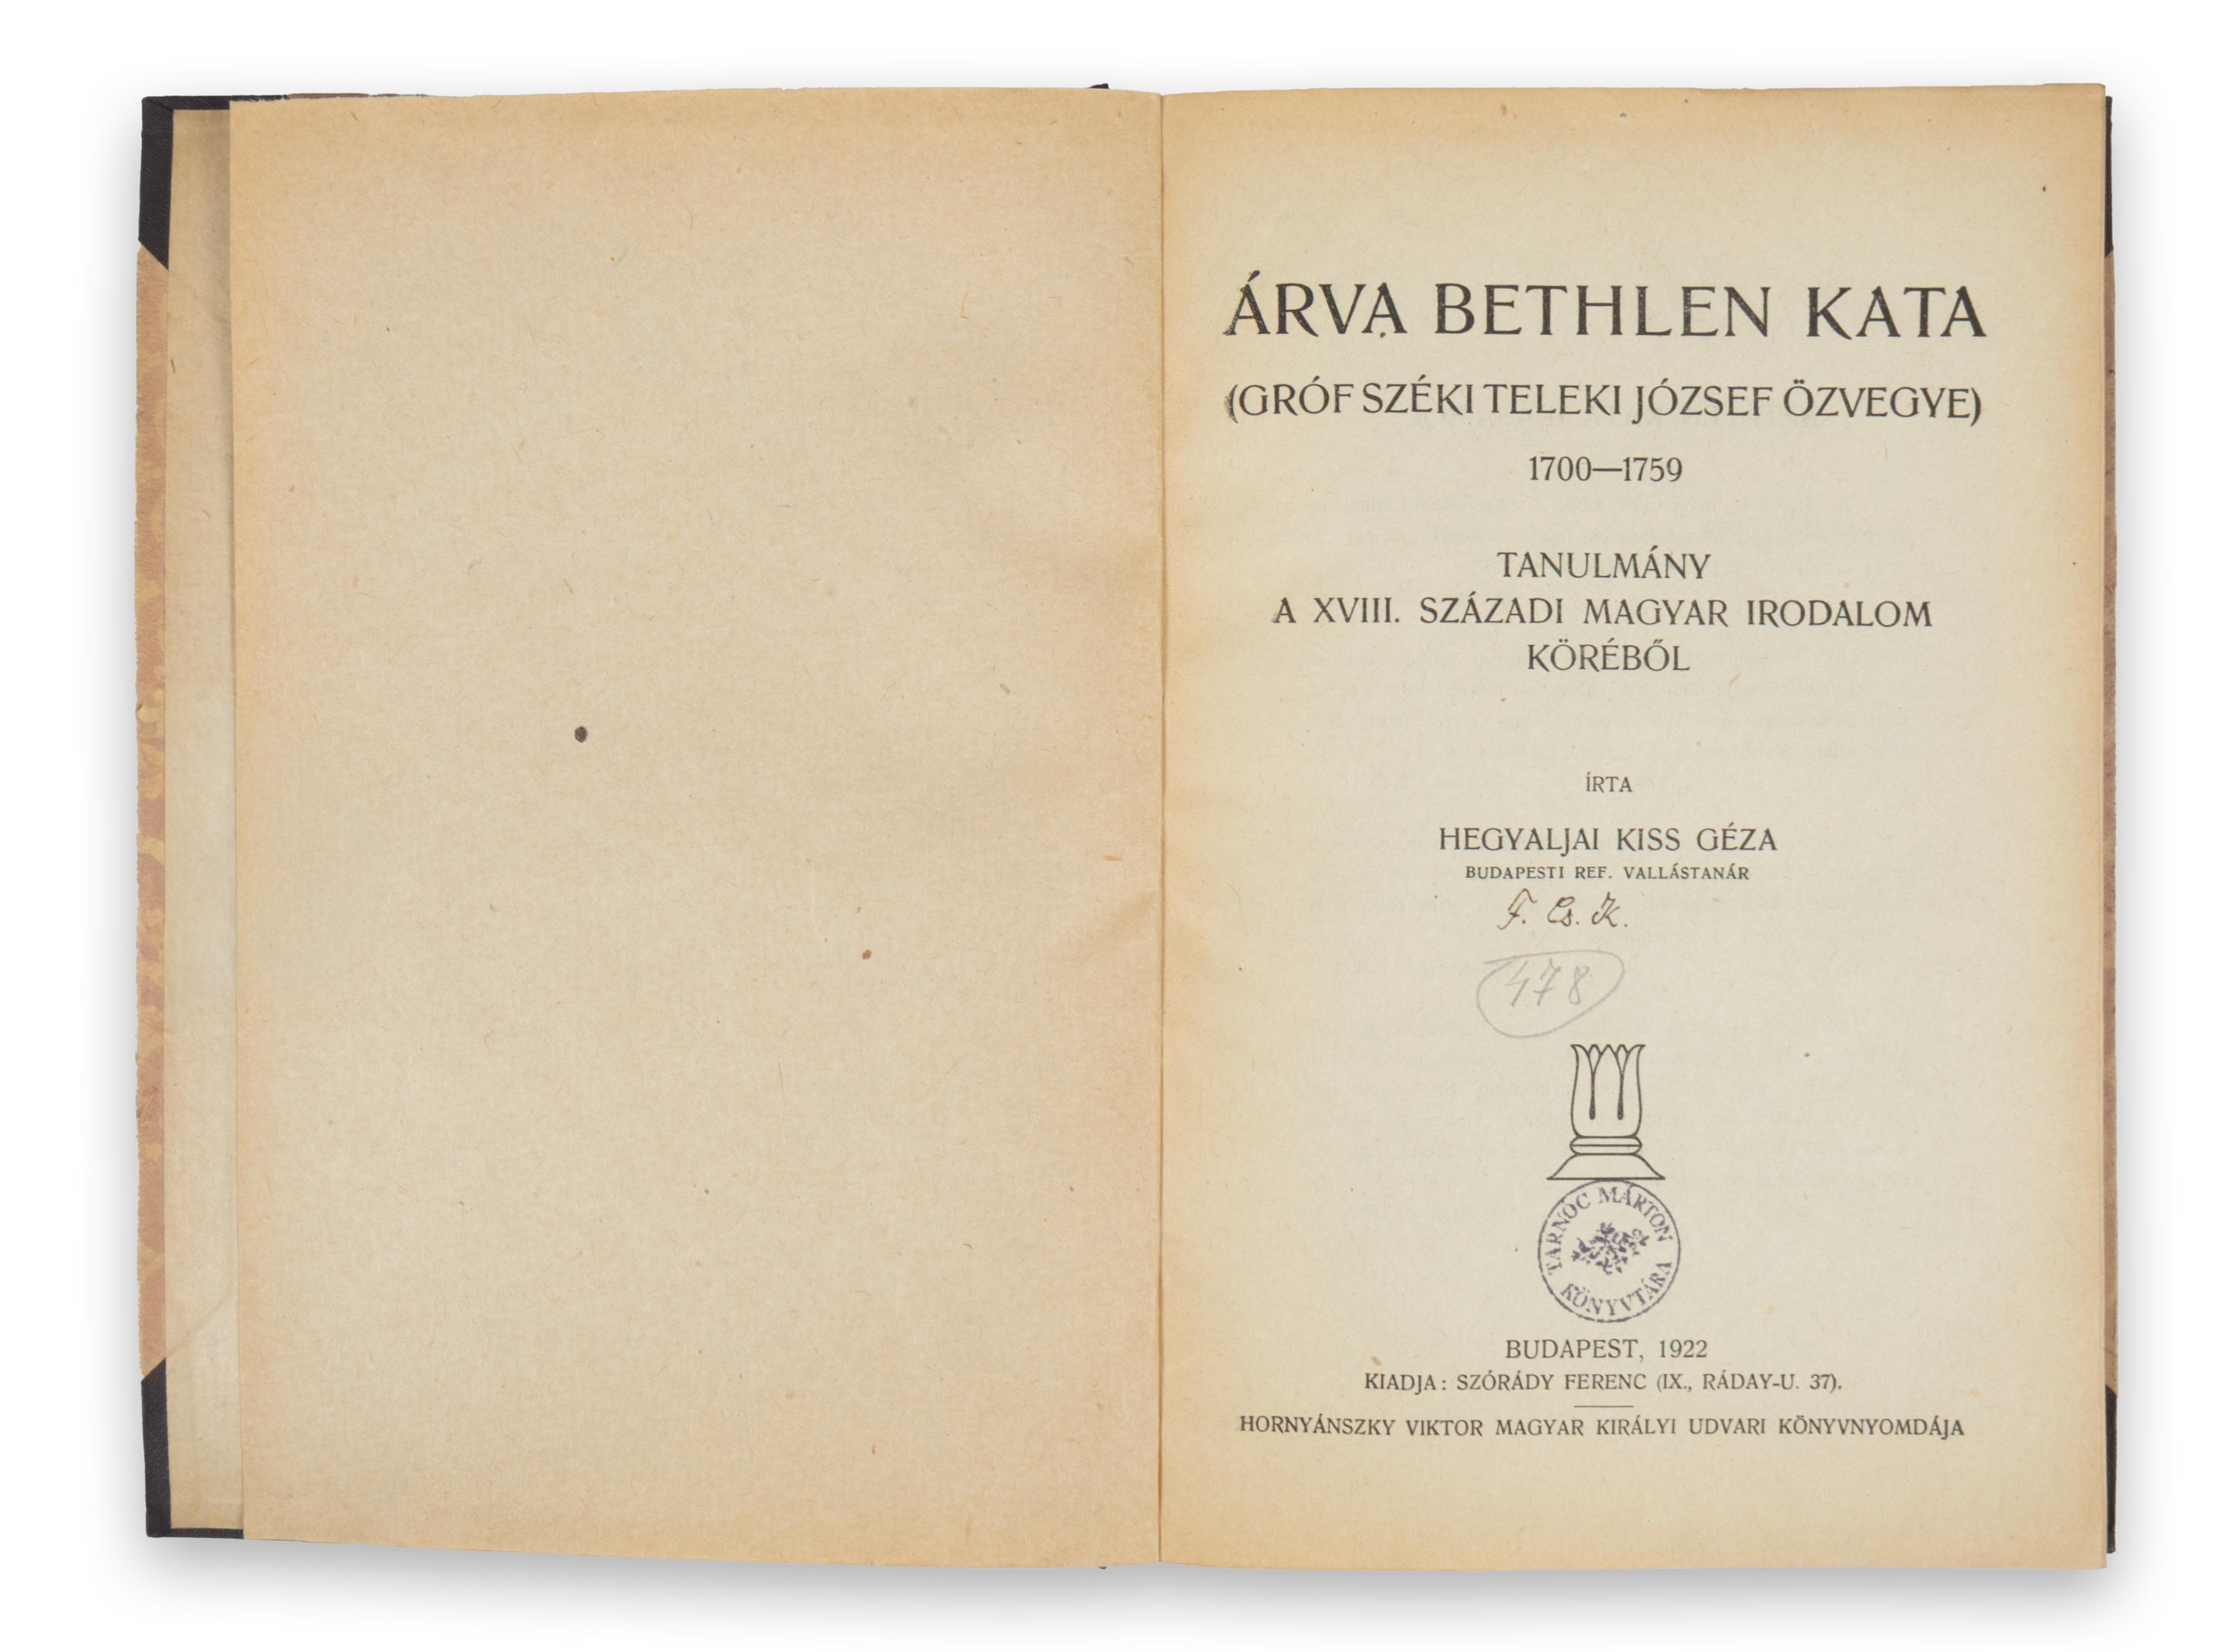 ÁRVA BETHLEN KATA
(GRÓF SZÉKI TELEKI JÓZSEF ÖZVEGYE)
1700—1759
TANULMÁNY
A XVIII. SZÁZADI MAGYAR IRODALOM
KÖRÉBŐL
ÍRTA
HEGYALJAI KISS GÉZA
BUDAPESTI REF. VALLÁSTANÁR
F. Cs. K.
478
TARNÓC MÁRTON
KÖNYVTÁRA
BUDAPEST, 1922
KIADJA: SZÓRÁDY FERENC (IX., RÁDAY-U. 37).
HORNYÁNSZKY VIKTOR MAGYAR KIRÁLYI UDVARI KÖNYVNYOMDÁJA